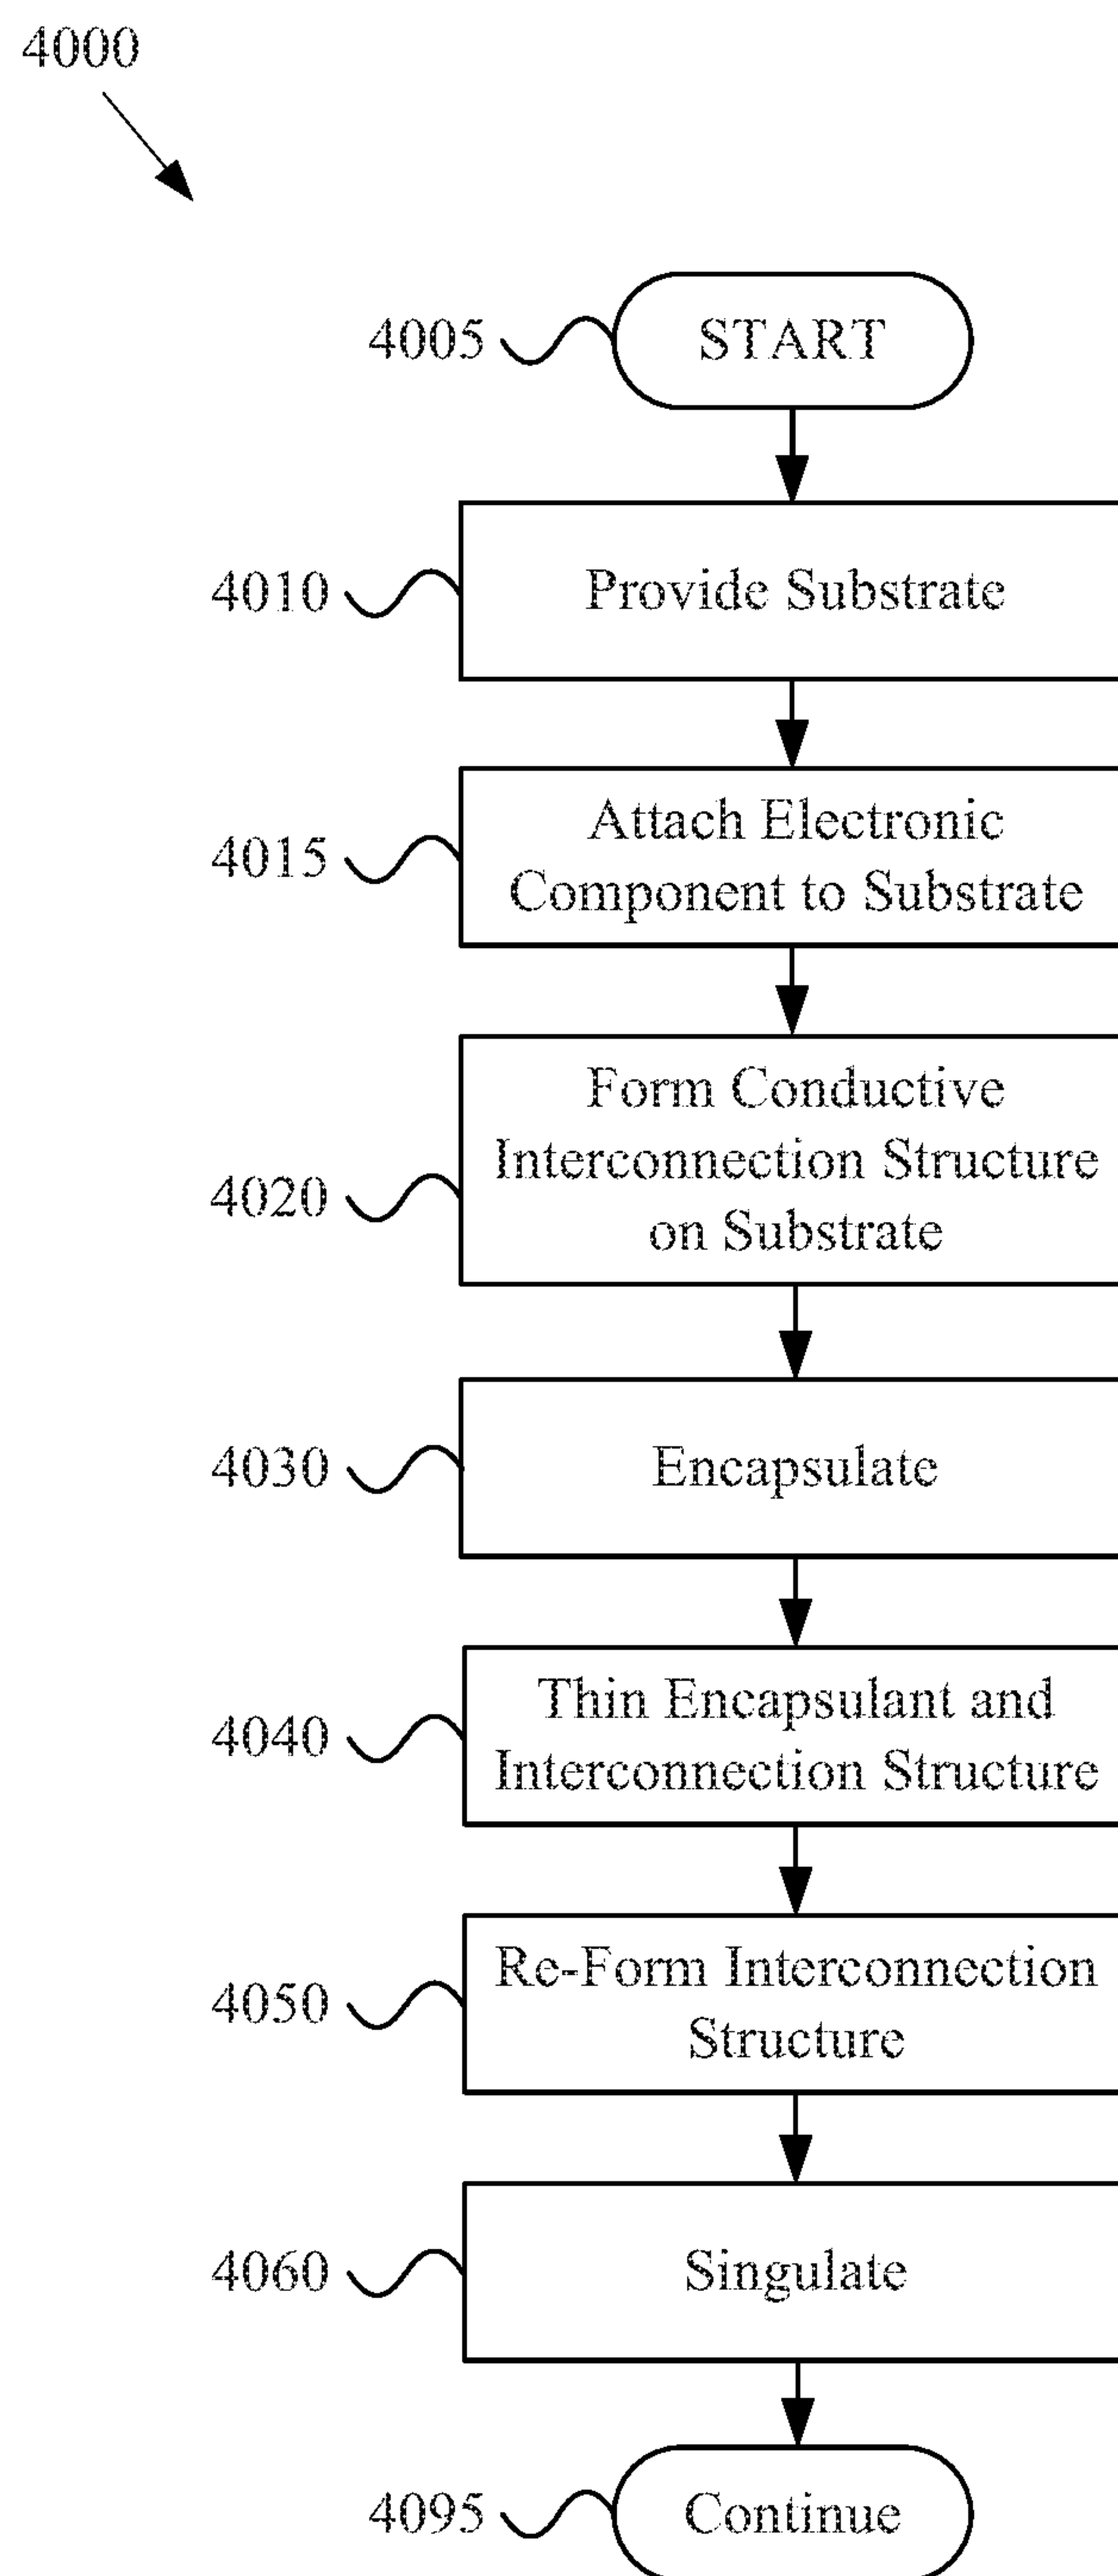 4000
4005
START
4010
Provide Substrate
4015
Attach Electronic
Component to Substrate
4020
Form Conductive
Interconnection Structure
on Substrate
4030
Encapsulate
4040
Thin Encapsulant and
Interconnection Structure
4050
Re-Form Interconnection
Structure
4060
Singulate
4095
Continue